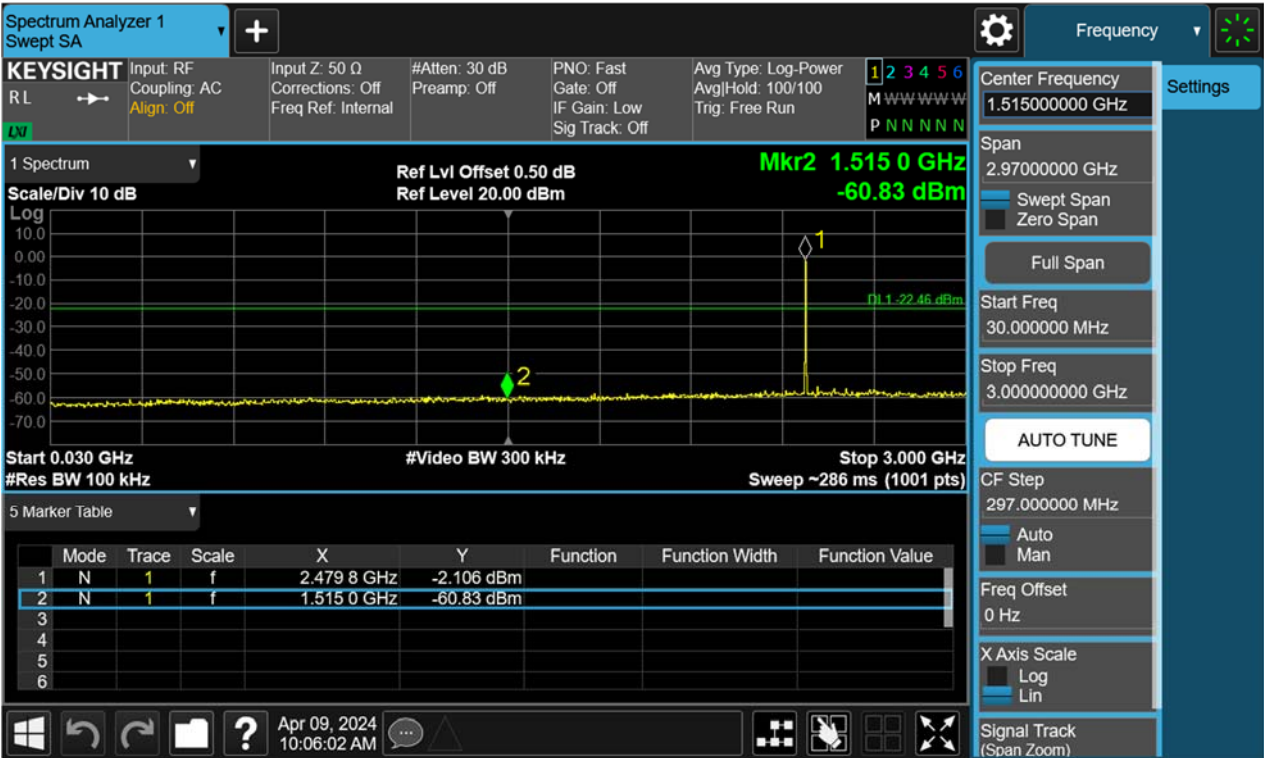 Spectrum Analyzer 1
Swept SA
Frequency
KEYSIGHT
R L
LXI
Input: RF
Coupling: AC
Align: Off
Input Z: 50 Ω
Corrections: Off
Freq Ref: Internal
#Atten: 30 dB
Preamp: Off
PNO: Fast
Gate: Off
IF Gain: Low
Sig Track: Off
Avg Type: Log-Power
Avg|Hold: 100/100
Trig: Free Run
1 2 3 4 5 6
M W W W W W
P N N N N N
1 Spectrum
Scale/Div 10 dB
Ref Lvl Offset 0.50 dB
Ref Level 20.00 dBm
Mkr2 1.515 0 GHz
-60.83 dBm
Log
10.0
0.00
-10.0
-20.0
-30.0
-40.0
-50.0
-60.0
-70.0
1
DL1 -22.46 dBm
2
Start 0.030 GHz
#Video BW 300 kHz
Stop 3.000 GHz
#Res BW 100 kHz
Sweep ~286 ms (1001 pts)
5 Marker Table
Mode Trace Scale X Y Function Function Width Function Value
1 N 1 f 2.479 8 GHz -2.106 dBm
2 N 1 f 1.515 0 GHz -60.83 dBm
3
4
5
6
?
Apr 09, 2024
10:06:02 AM
Center Frequency
1.515000000 GHz
Settings
Span
2.97000000 GHz
Swept Span
Zero Span
Full Span
Start Freq
30.000000 MHz
Stop Freq
3.000000000 GHz
AUTO TUNE
CF Step
297.000000 MHz
Auto
Man
Freq Offset
0 Hz
X Axis Scale
Log
Lin
Signal Track
(Span Zoom)